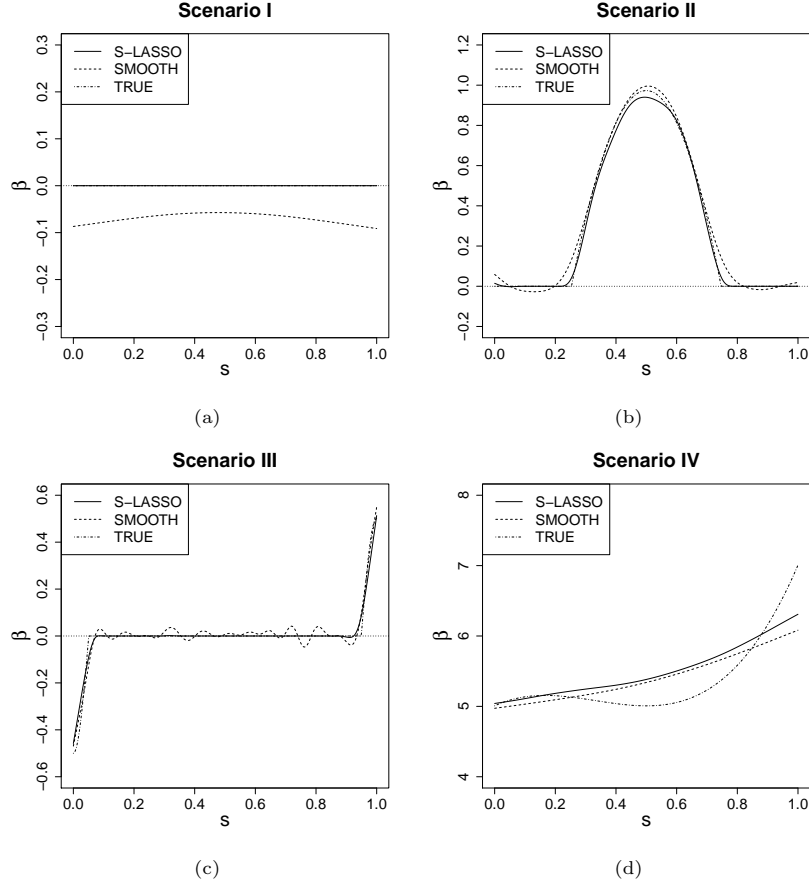 Scenario I
0.3
0.2
0.1
0.0
−0.1
−0.2
−0.3
β
S−LASSO
SMOOTH
TRUE
0.0 0.2 0.4 0.6 0.8 1.0
s
(a)
Scenario II
1.2
1.0
0.8
0.6
0.4
0.2
0.0
−0.2
β
S−LASSO
SMOOTH
TRUE
0.0 0.2 0.4 0.6 0.8 1.0
s
(b)
Scenario III
0.6
0.4
0.2
0.0
−0.2
−0.4
−0.6
β
S−LASSO
SMOOTH
TRUE
0.0 0.2 0.4 0.6 0.8 1.0
s
(c)
Scenario IV
8
7
6
5
4
β
S−LASSO
SMOOTH
TRUE
0.0 0.2 0.4 0.6 0.8 1.0
s
(d)